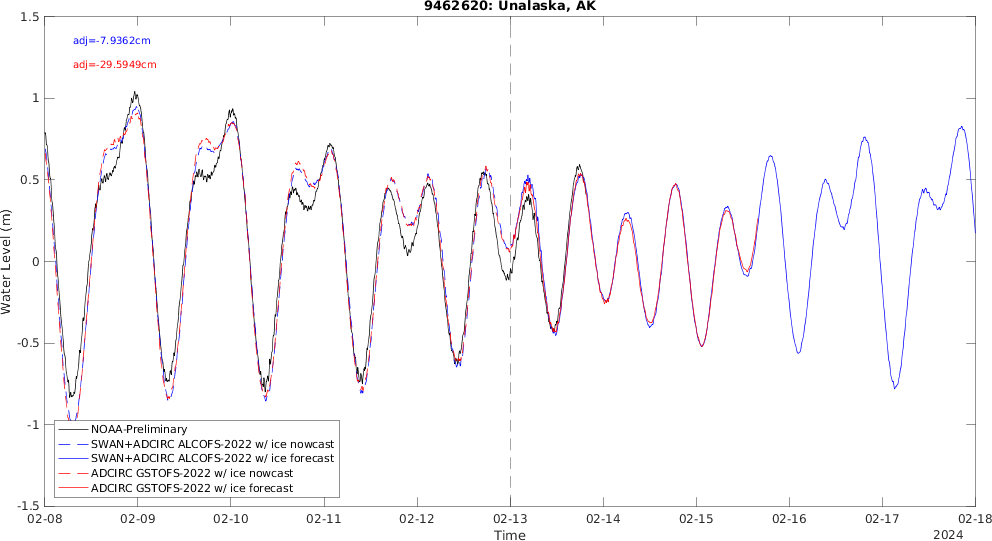 9462620: Unalaska, AK
adj=-7.9362cm
adj=-29.5949cm
Water Level (m)
1.5
1
0.5
0
-0.5
-1
-1.5
NOAA-Preliminary
SWAN+ADCIRC ALCOFS-2022 w/ ice nowcast
SWAN+ADCIRC ALCOFS-2022 w/ ice forecast
ADCIRC GSTOFS-2022 w/ ice nowcast
ADCIRC GSTOFS-2022 w/ ice forecast
02-08 02-09 02-10 02-11 02-12 02-13 02-14 02-15 02-16 02-17 02-18
Time
2024